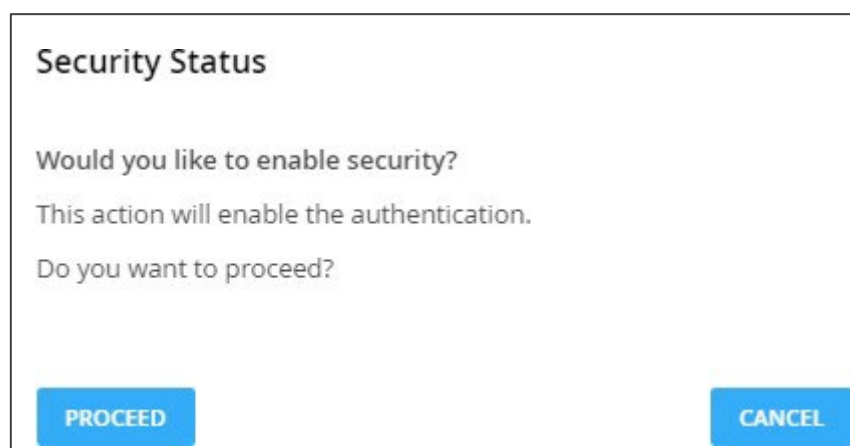 Security Status
Would you like to enable security?
This action will enable the authentication.
Do you want to proceed?
PROCEED
CANCEL